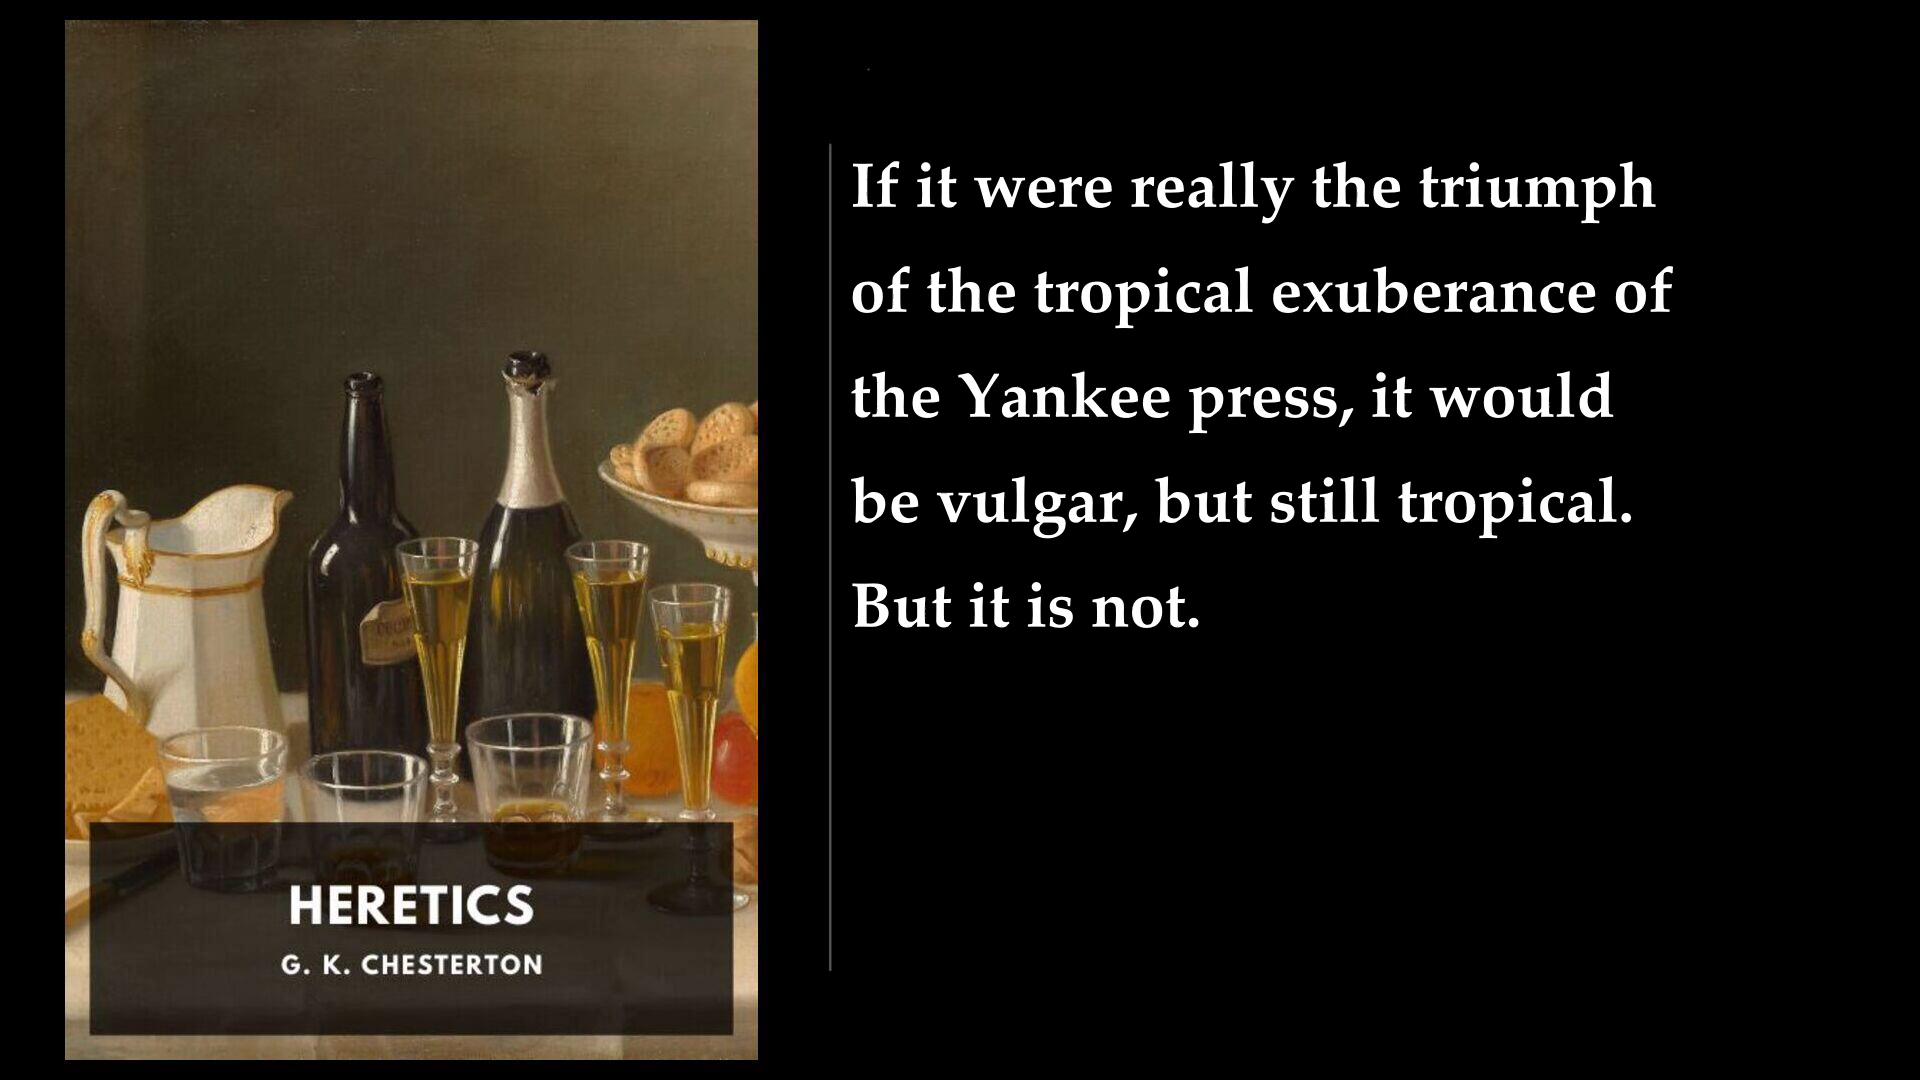 If it were really the triumph
of the tropical exuberance of
the Yankee press, it would
be vulgar, but still tropical.
But it is not.
HERETICS
G. K. CHESTERTON